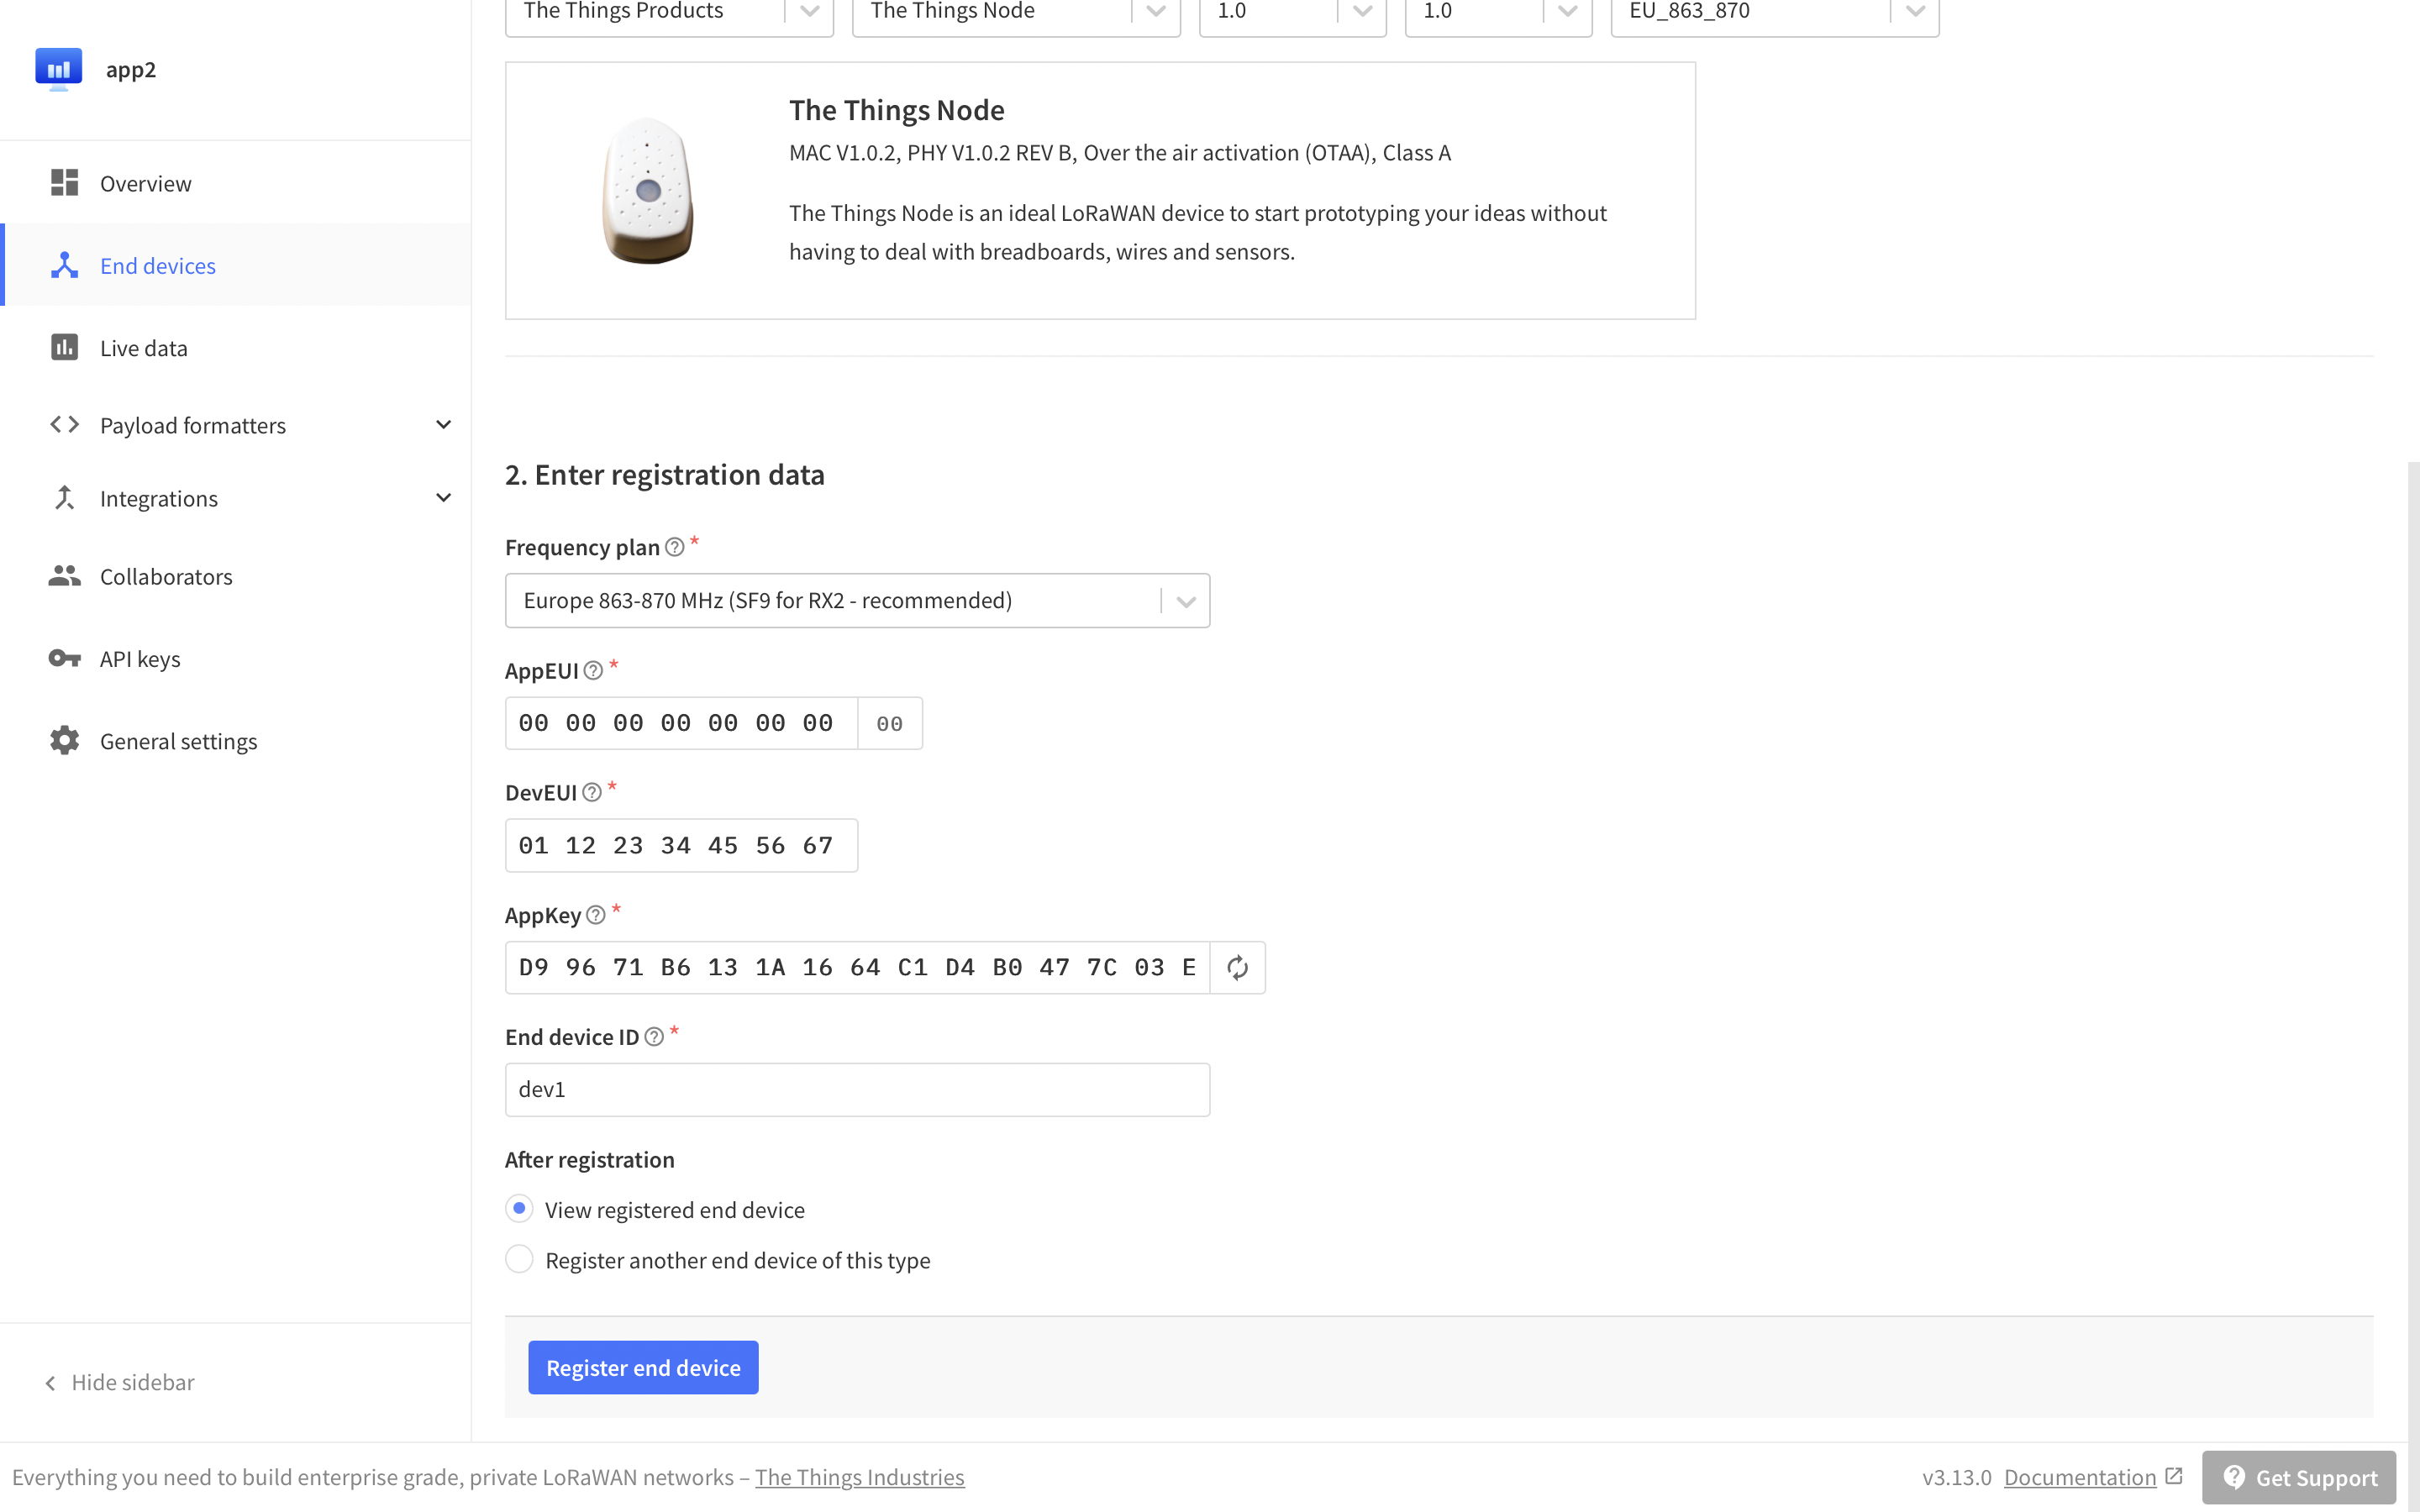 app2
Overview
End devices
Live data
Payload formatters
Integrations
Collaborators
API keys
General settings
Hide sidebar
The Things Products
The Things Node
1.0
1.0
EU_863_870
The Things Node
MAC V1.0.2, PHY V1.0.2 REV B, Over the air activation (OTAA), Class A
The Things Node is an ideal LoRaWAN device to start prototyping your ideas without
having to deal with breadboards, wires and sensors.
2. Enter registration data
Frequency plan ? *
Europe 863-870 MHz (SF9 for RX2 - recommended)
AppEUI ? *
00 00 00 00 00 00 00 00
DevEUI ? *
01 12 23 34 45 56 67
AppKey ? *
D9 96 71 B6 13 1A 16 64 C1 D4 B0 47 7C 03 E
End device ID ? *
dev1
After registration
View registered end device
Register another end device of this type
Register end device
Everything you need to build enterprise grade, private LoRaWAN networks – The Things Industries
v3.13.0 Documentation
? Get Support